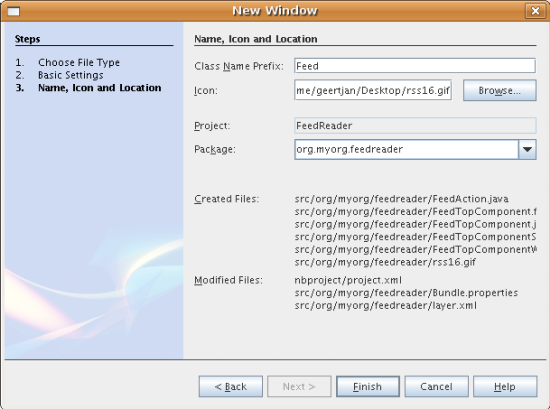 New Window
Steps
1. Choose File Type
2. Basic Settings
3. Name, Icon and Location
Name, Icon and Location
Class Name Prefix: Feed
Icon: me/geertjan/Desktop/rss16.gif Browse...
Project: FeedReader
Package: org.myorg.feedreader
Created Files: src/org/myorg/feedreader/FeedAction.java
src/org/myorg/feedreader/FeedTopComponent.f
src/org/myorg/feedreader/FeedTopComponent.j
src/org/myorg/feedreader/FeedTopComponentS
src/org/myorg/feedreader/FeedTopComponentW
src/org/myorg/feedreader/rss16.gif
Modified Files: nbproject/project.xml
src/org/myorg/feedreader/Bundle.properties
src/org/myorg/feedreader/layer.xml
< Back Next > Finish Cancel Help